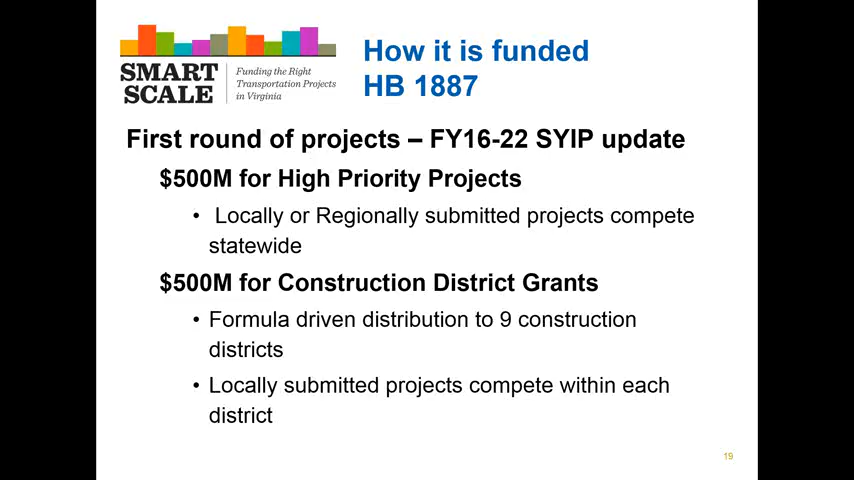 SMART
SCALE
Funding the Right
Transportation Projects
in Virginia
How it is funded
HB 1887
First round of projects – FY16-22 SYIP update
$500M for High Priority Projects
• Locally or Regionally submitted projects compete
statewide
$500M for Construction District Grants
• Formula driven distribution to 9 construction
districts
• Locally submitted projects compete within each
district
19